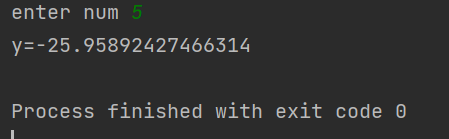 enter num 5
y=-25.95892427466314
Process finished with exit code 0